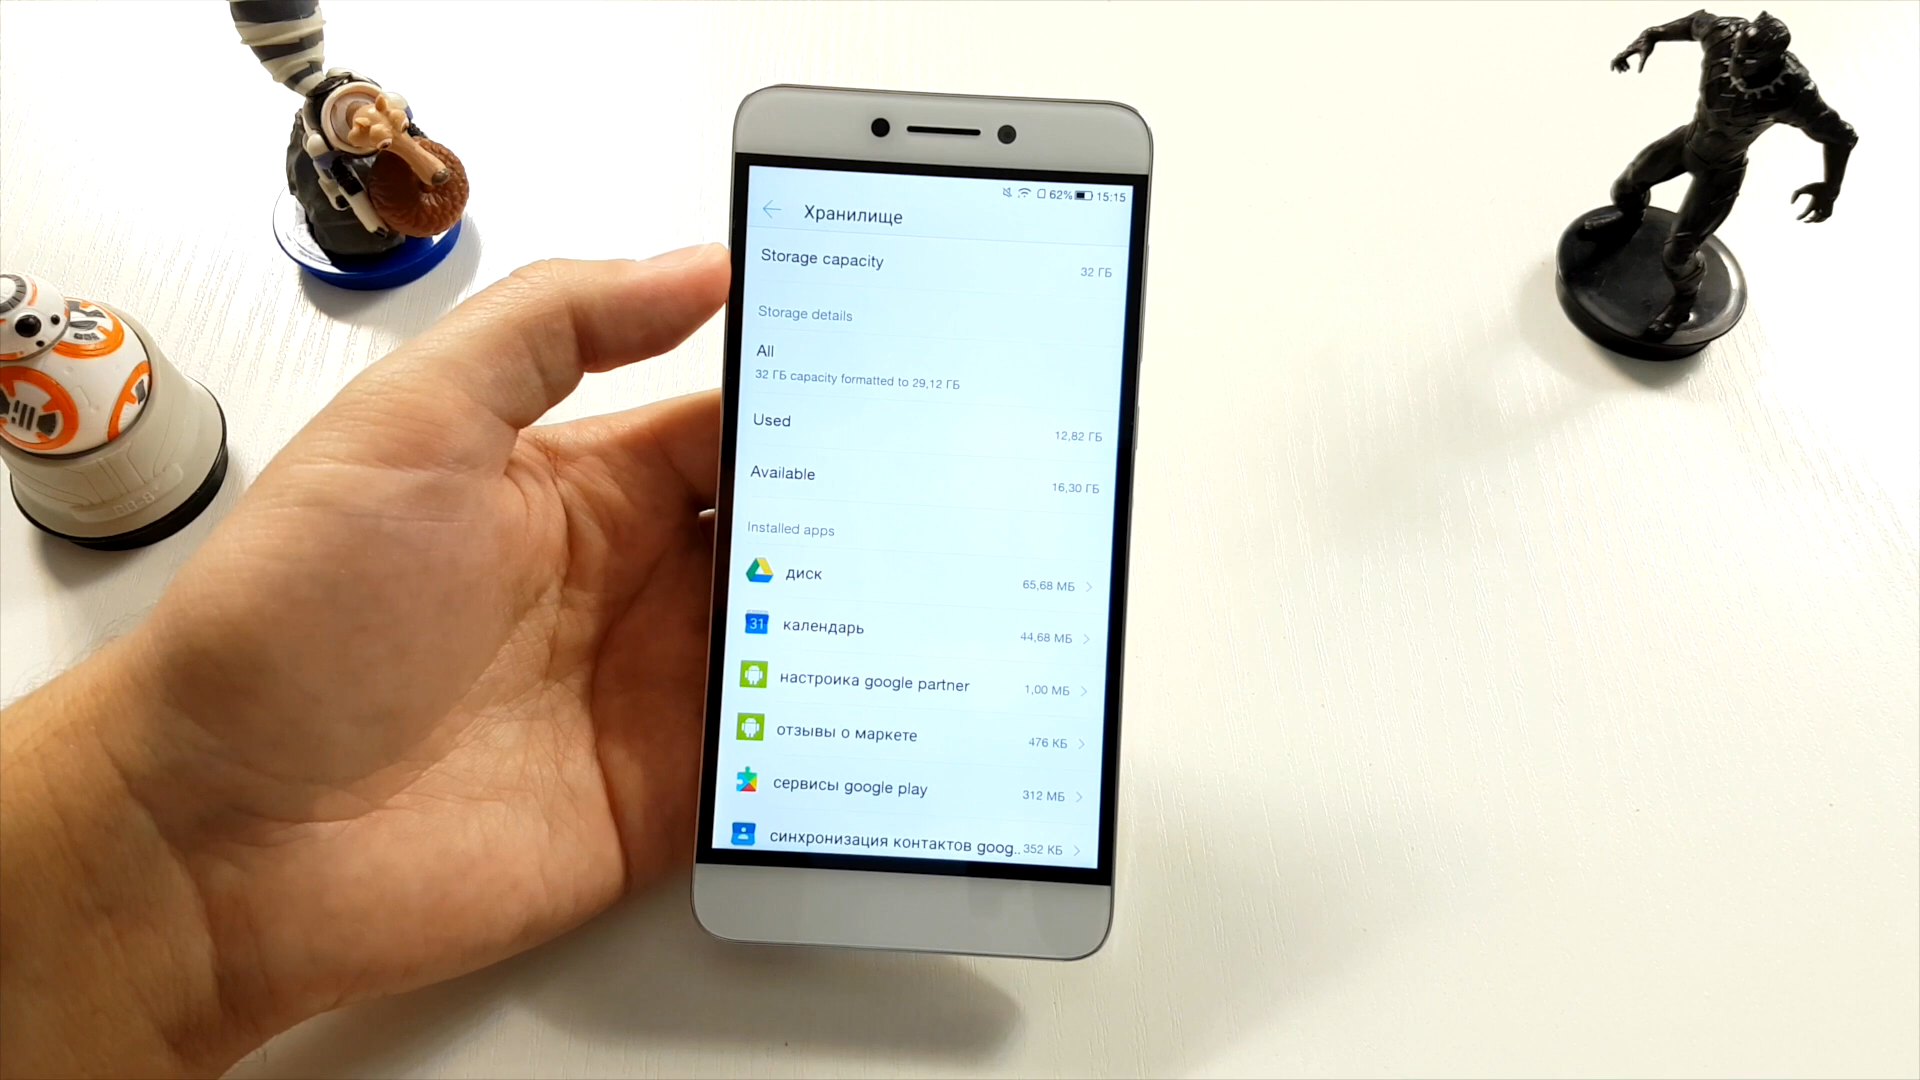 62% 15:15
Хранилище
Storage capacity 32 ГБ
Storage details
All
32 ГБ capacity formatted to 29,12 ГБ
Used 12,82 ГБ
Available 16,30 ГБ
Installed apps
диск 65,68 МБ
31 календарь 44,68 МБ
настроика google partner 1,00 МБ
отзывы о маркете 476 КБ
сервисы google play 312 МБ
синхронизация контактов goog.. 352 КБ
BB-8